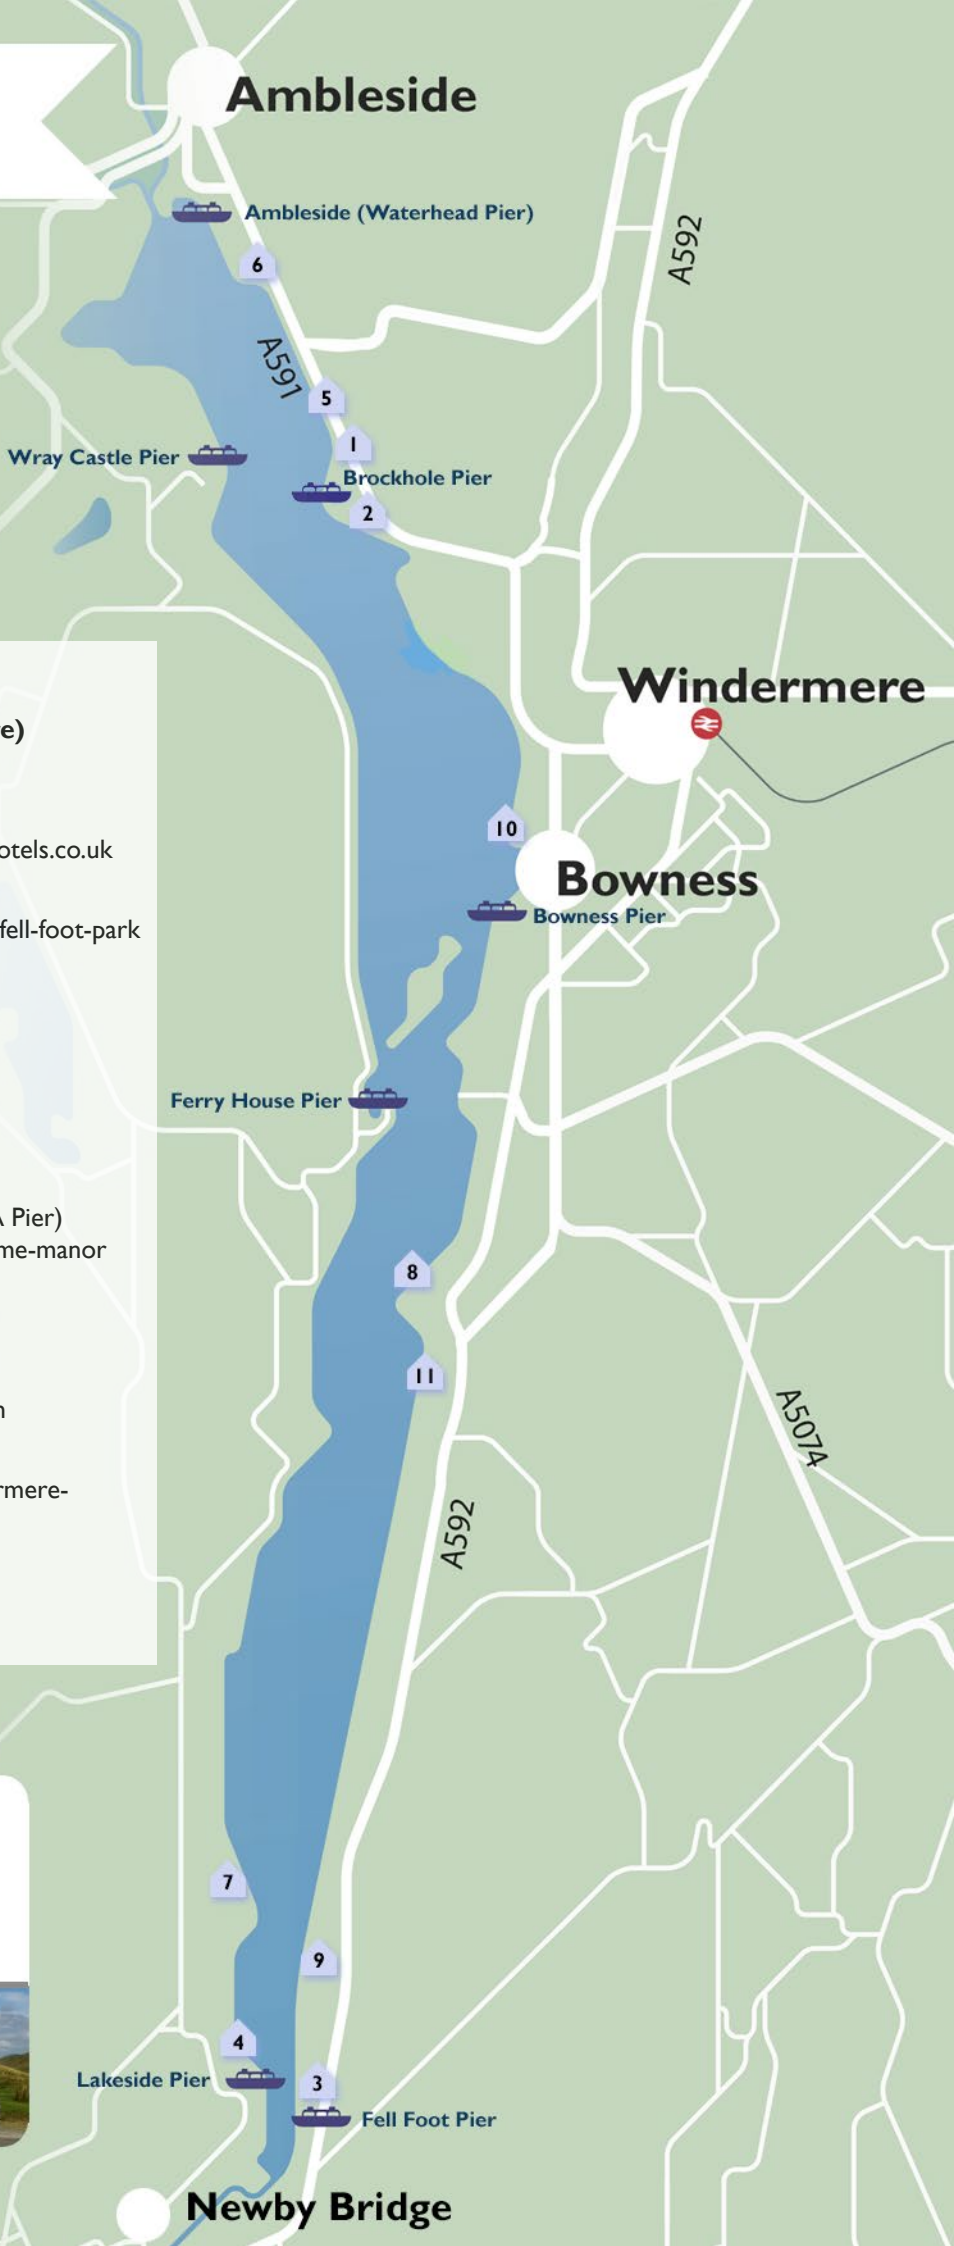 Ambleside
Ambleside (Waterhead Pier)
A592
6
A591
5
1
Wray Castle Pier
Brockhole Pier
2
Windermere
re)
10
otels.co.uk
Bowness
Bowness Pier
fell-foot-park
Ferry House Pier
Pier)
me-manor
8
11
n
A5074
rmere-
A592
7
9
4
Lakeside Pier
3
Fell Foot Pier
Newby Bridge